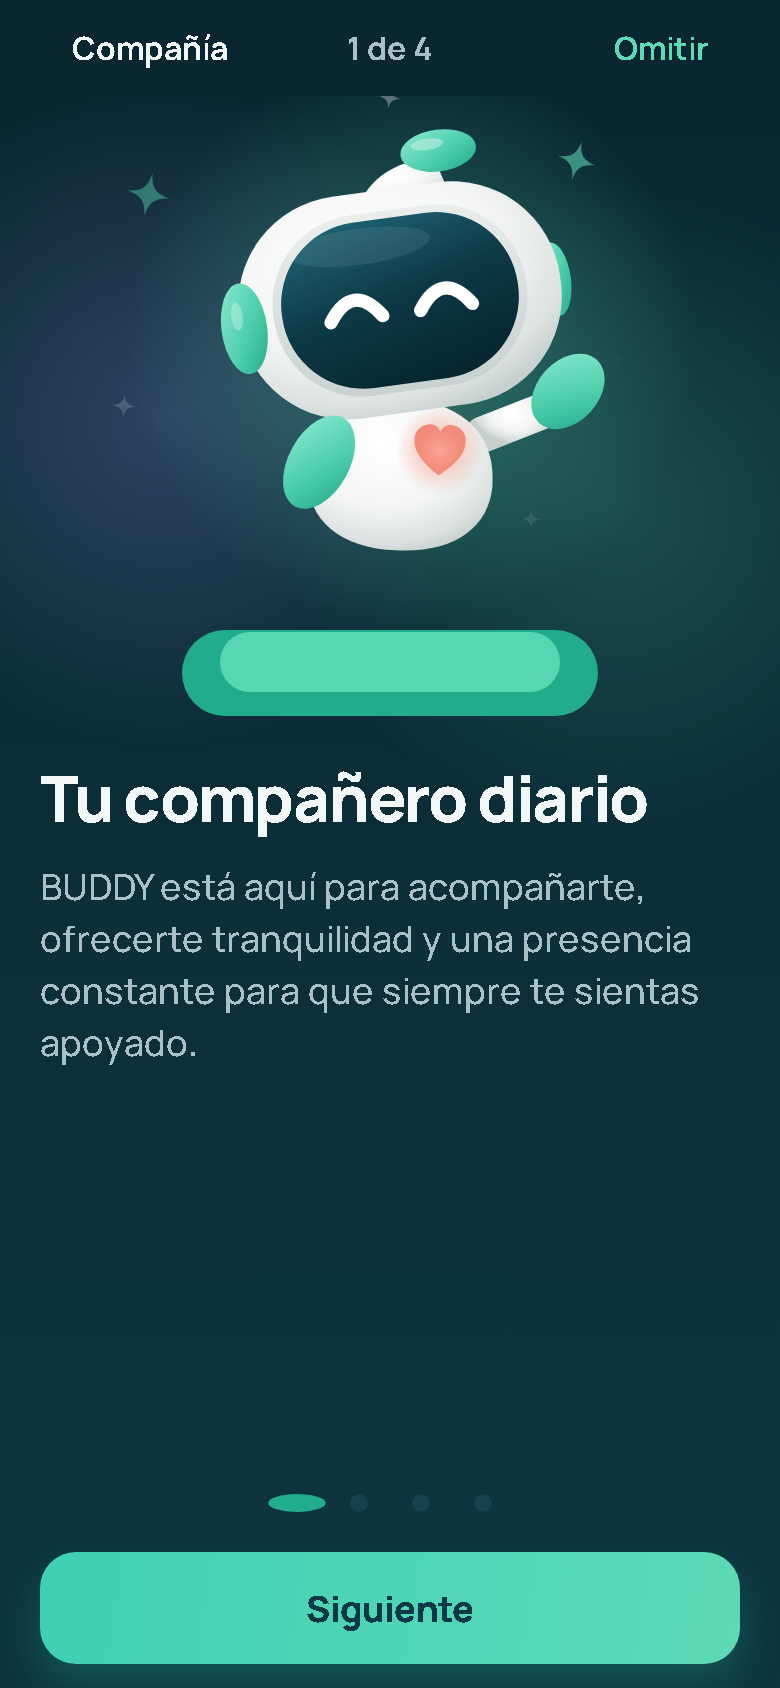 Compañía
1 de 4
Omitir
Tu compañero diario
BUDDY está aquí para acompañarte,
ofrecerte tranquilidad y una presencia
constante para que siempre te sientas
apoyado.
Siguiente